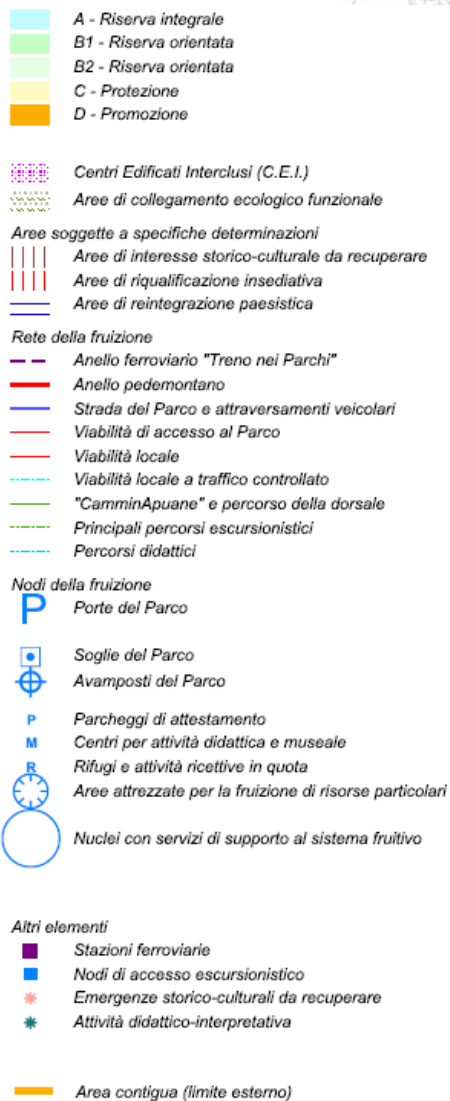 A - Riserva integrale
B1 - Riserva orientata
B2 - Riserva orientata
C - Protezione
D - Promozione
Centri Edificati Interclusi (C.E.I.)
Aree di collegamento ecologico funzionale
Aree soggette a specifiche determinazioni
Aree di interesse storico-culturale da recuperare
Aree di riqualificazione insediativa
Aree di reintegrazione paesistica
Rete della fruizione
Anello ferroviario "Treno nei Parchi"
Anello pedemontano
Strada del Parco e attraversamenti veicolari
Viabilità di accesso al Parco
Viabilità locale
Viabilità locale a traffico controllato
"CamminApuane" e percorso della dorsale
Principali percorsi escursionistici
Percorsi didattici
Nodi della fruizione
P Porte del Parco
Soglie del Parco
Avamposti del Parco
P Parcheggi di attestamento
M Centri per attività didattica e museale
R Rifugi e attività ricettive in quota
Aree attrezzate per la fruizione di risorse particolari
Nuclei con servizi di supporto al sistema fruitivo
Altri elementi
Stazioni ferroviarie
Nodi di accesso escursionistico
Emergenze storico-culturali da recuperare
Attività didattico-interpretativa
Area contigua (limite esterno)